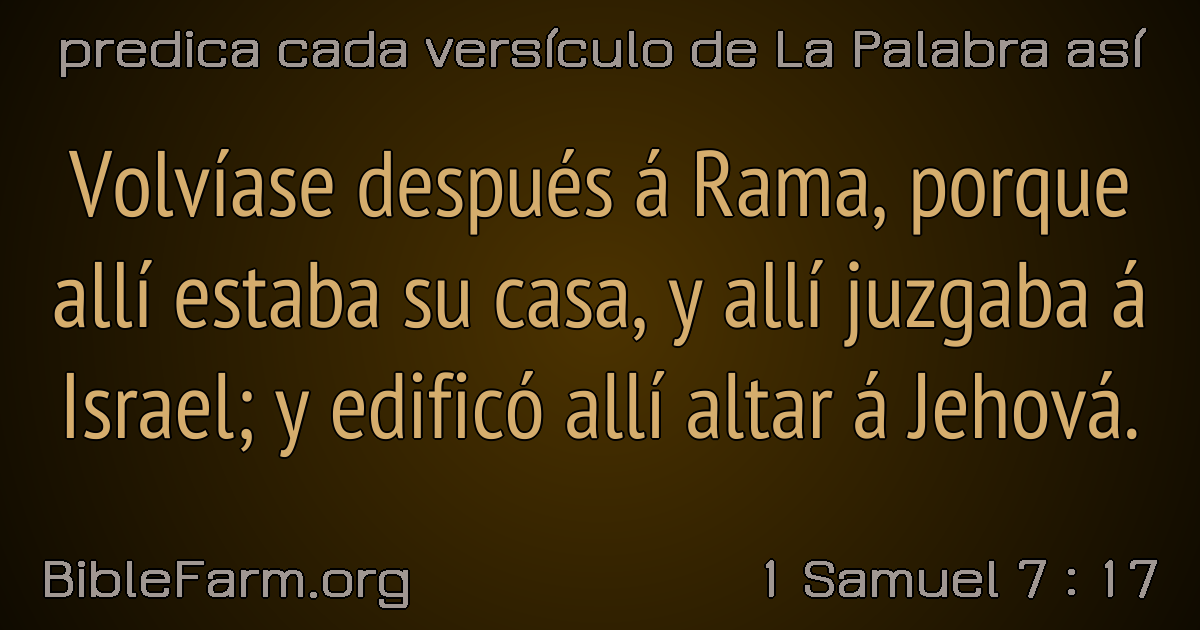 predica cada versículo de La Palabra así
Volvíase después á Rama, porque
allí estaba su casa, y allí juzgaba á
Israel; y edificó allí altar á Jehová.
BibleFarm.org
1 Samuel 7 : 17